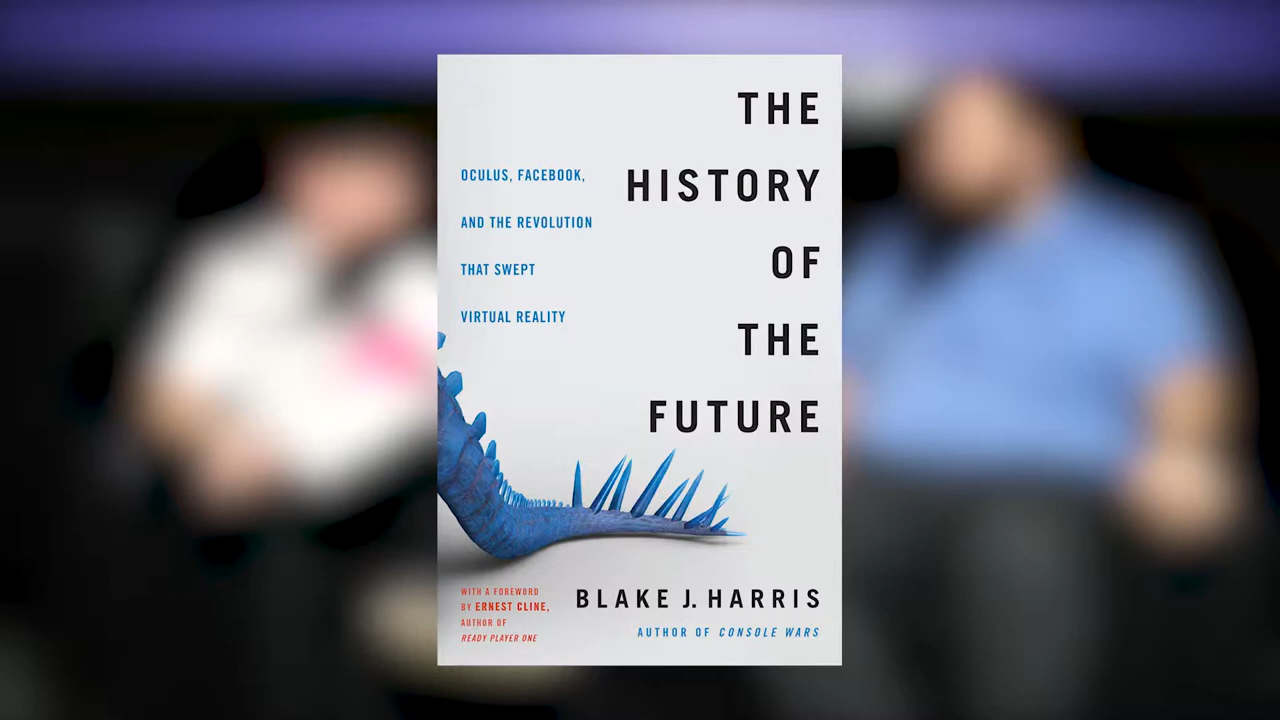 THE
HISTORY
OF
THE
FUTURE
OCULUS, FACEBOOK,
AND THE REVOLUTION
THAT SWEPT
VIRTUAL REALITY
WITH A FOREWORD
BY ERNEST CLINE,
AUTHOR OF
READY PLAYER ONE
BLAKE J. HARRIS
AUTHOR OF CONSOLE WARS